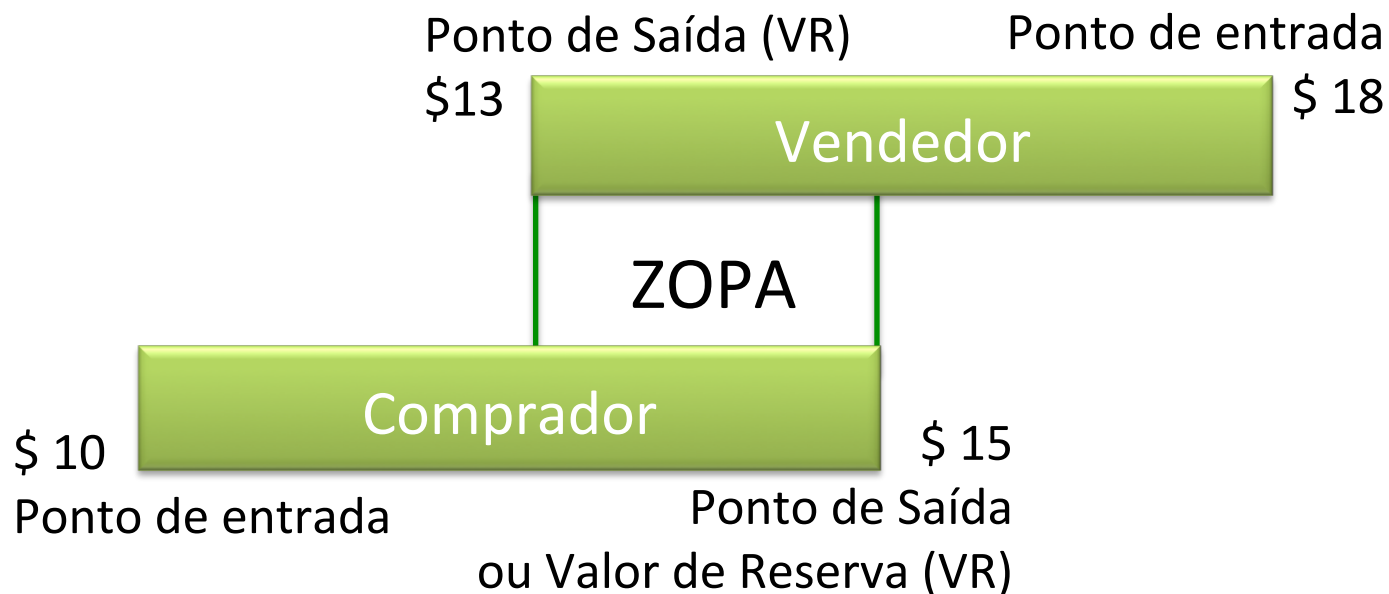 Ponto de Saída (VR)
Ponto de entrada
$13
$ 18
Vendedor
ZOPA
Comprador
$ 10
$ 15
Ponto de entrada
Ponto de Saída
ou Valor de Reserva (VR)